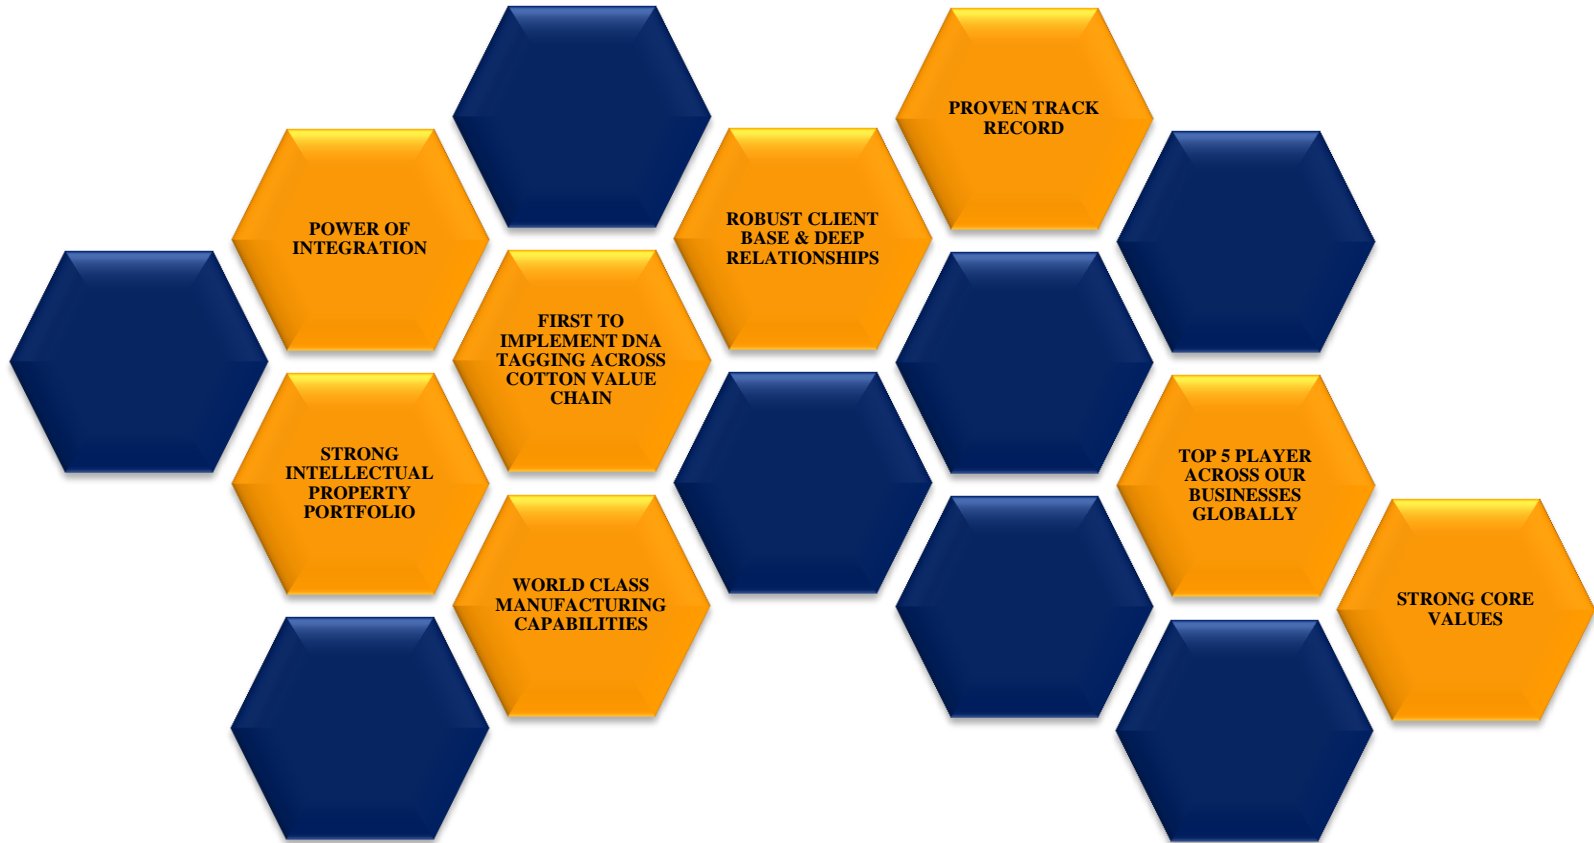 PROVEN TRACK
RECORD
POWER OF
INTEGRATION
ROBUST CLIENT
BASE & DEEP
RELATIONSHIPS
FIRST TO
IMPLEMENT DNA
TAGGING ACROSS
COTTON VALUE
CHAIN
STRONG
INTELLECTUAL
PROPERTY
PORTFOLIO
TOP 5 PLAYER
ACROSS OUR
BUSINESSES
GLOBALLY
WORLD CLASS
MANUFACTURING
CAPABILITIES
STRONG CORE
VALUES